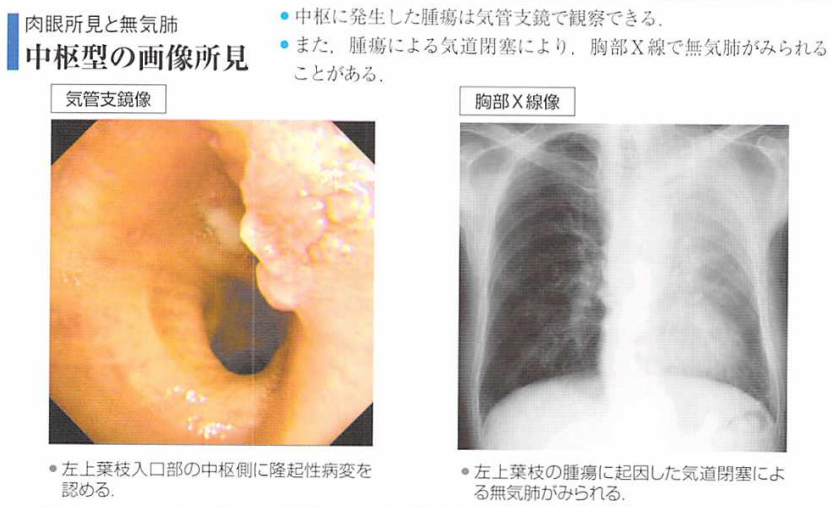 肉眼所見と無気肺
中枢型の画像所見
● 中枢に発生した腫瘍は気管支鏡で観察できる．
● また，腫瘍による気道閉塞により，胸部X線で無気肺がみられる
ことがある．
気管支鏡像
胸部X線像
● 左上葉枝入口部の中枢側に隆起性病変を
認める．
● 左上葉枝の腫瘍に起因した気道閉塞によ
る無気肺がみられる．